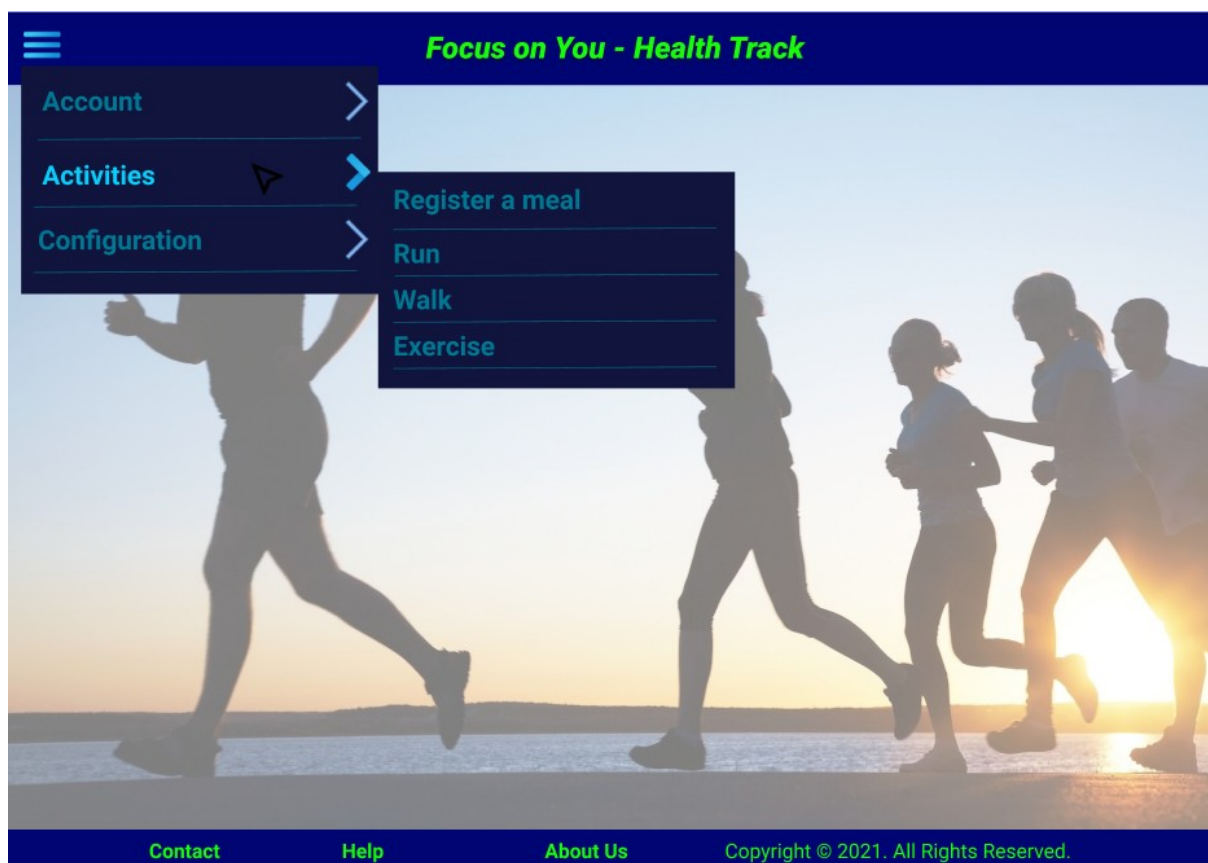 Focus on You - Health Track
Account
Activities
Configuration
Register a meal
Run
Walk
Exercise
Contact Help About Us Copyright © 2021. All Rights Reserved.